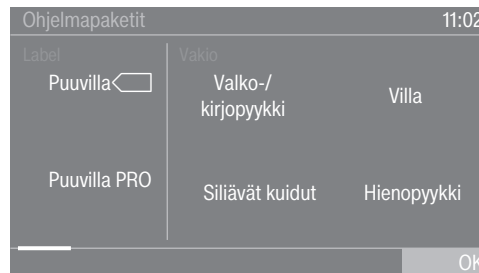 Ohjelmapaketit 11:02
Label
Vakio
Puuvilla
Valko-/
kirjopyykki
Villa
Puuvilla PRO
Siliävät kuidut
Hienopyykki
OK